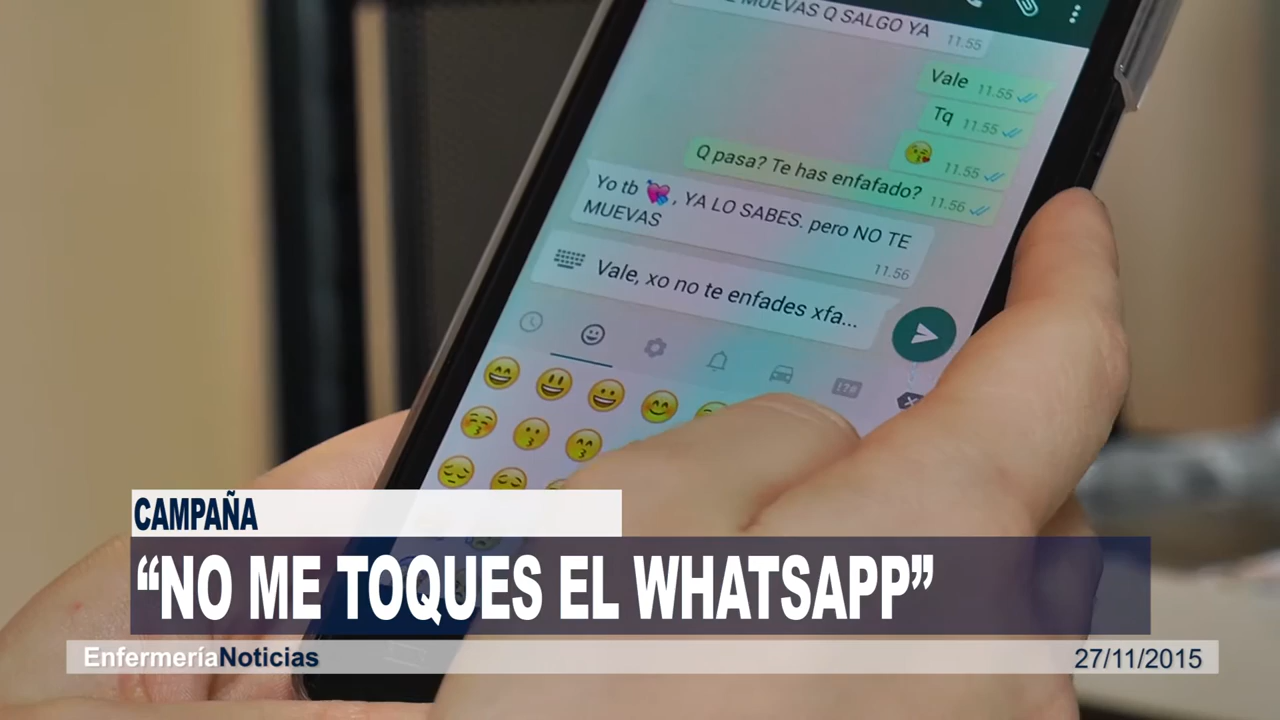 MUEVAS Q SALGO YA 11.55
Vale 11.55
Tq 11.55
11.55
Q pasa? Te has enfafado? 11.56
Yo tb , YA LO SABES. pero NO TE
MUEVAS
11.56
Vale, xo no te enfades xfa...
CAMPAÑA
“NO ME TOQUES EL WHATSAPP”
EnfermeríaNoticias
27/11/2015